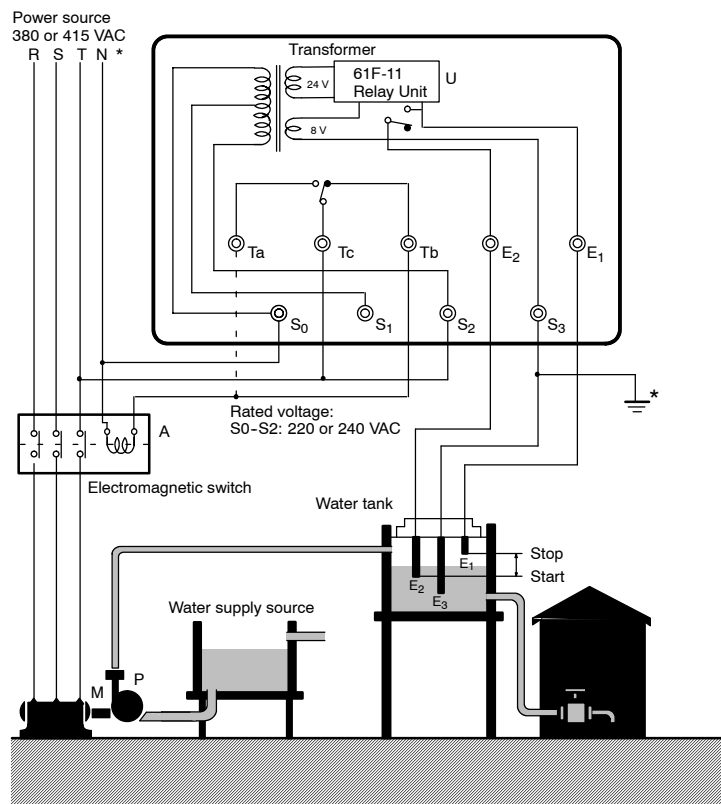 Power source
380 or 415 VAC
R S T N *
Transformer
24 V
61F-11
Relay Unit
U
8 V
Ta
Tc
Tb
E2
E1
S0
S1
S2
S3
*
Rated voltage:
S0-S2: 220 or 240 VAC
A
Electromagnetic switch
Water tank
E1
Stop
E2
Start
E3
Water supply source
M
P